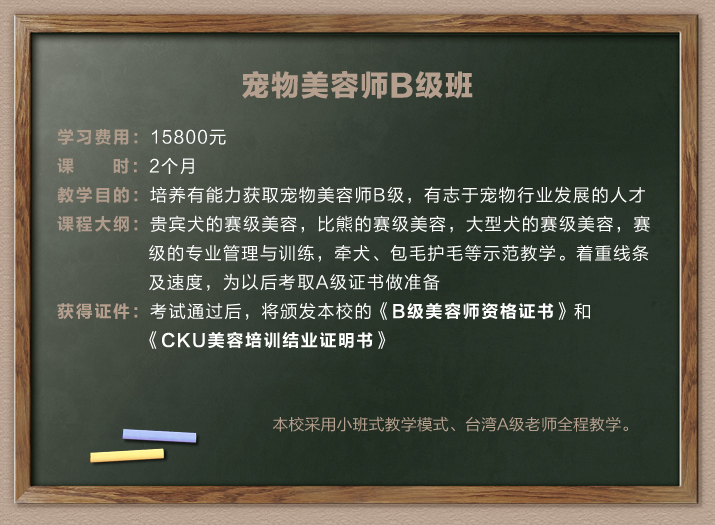 宠物美容师B级班
学习费用：15800元
课　　时：2个月
教学目的：培养有能力获取宠物美容师B级，有志于宠物行业发展的人才
课程大纲：贵宾犬的赛级美容，比熊的赛级美容，大型犬的赛级美容，赛
级的专业管理与训练，牵犬、包毛护毛等示范教学。着重线条
及速度，为以后考取A级证书做准备
获得证件：考试通过后，将颁发本校的《B级美容师资格证书》和
《CKU美容培训结业证明书》
本校采用小班式教学模式、台湾A级老师全程教学。